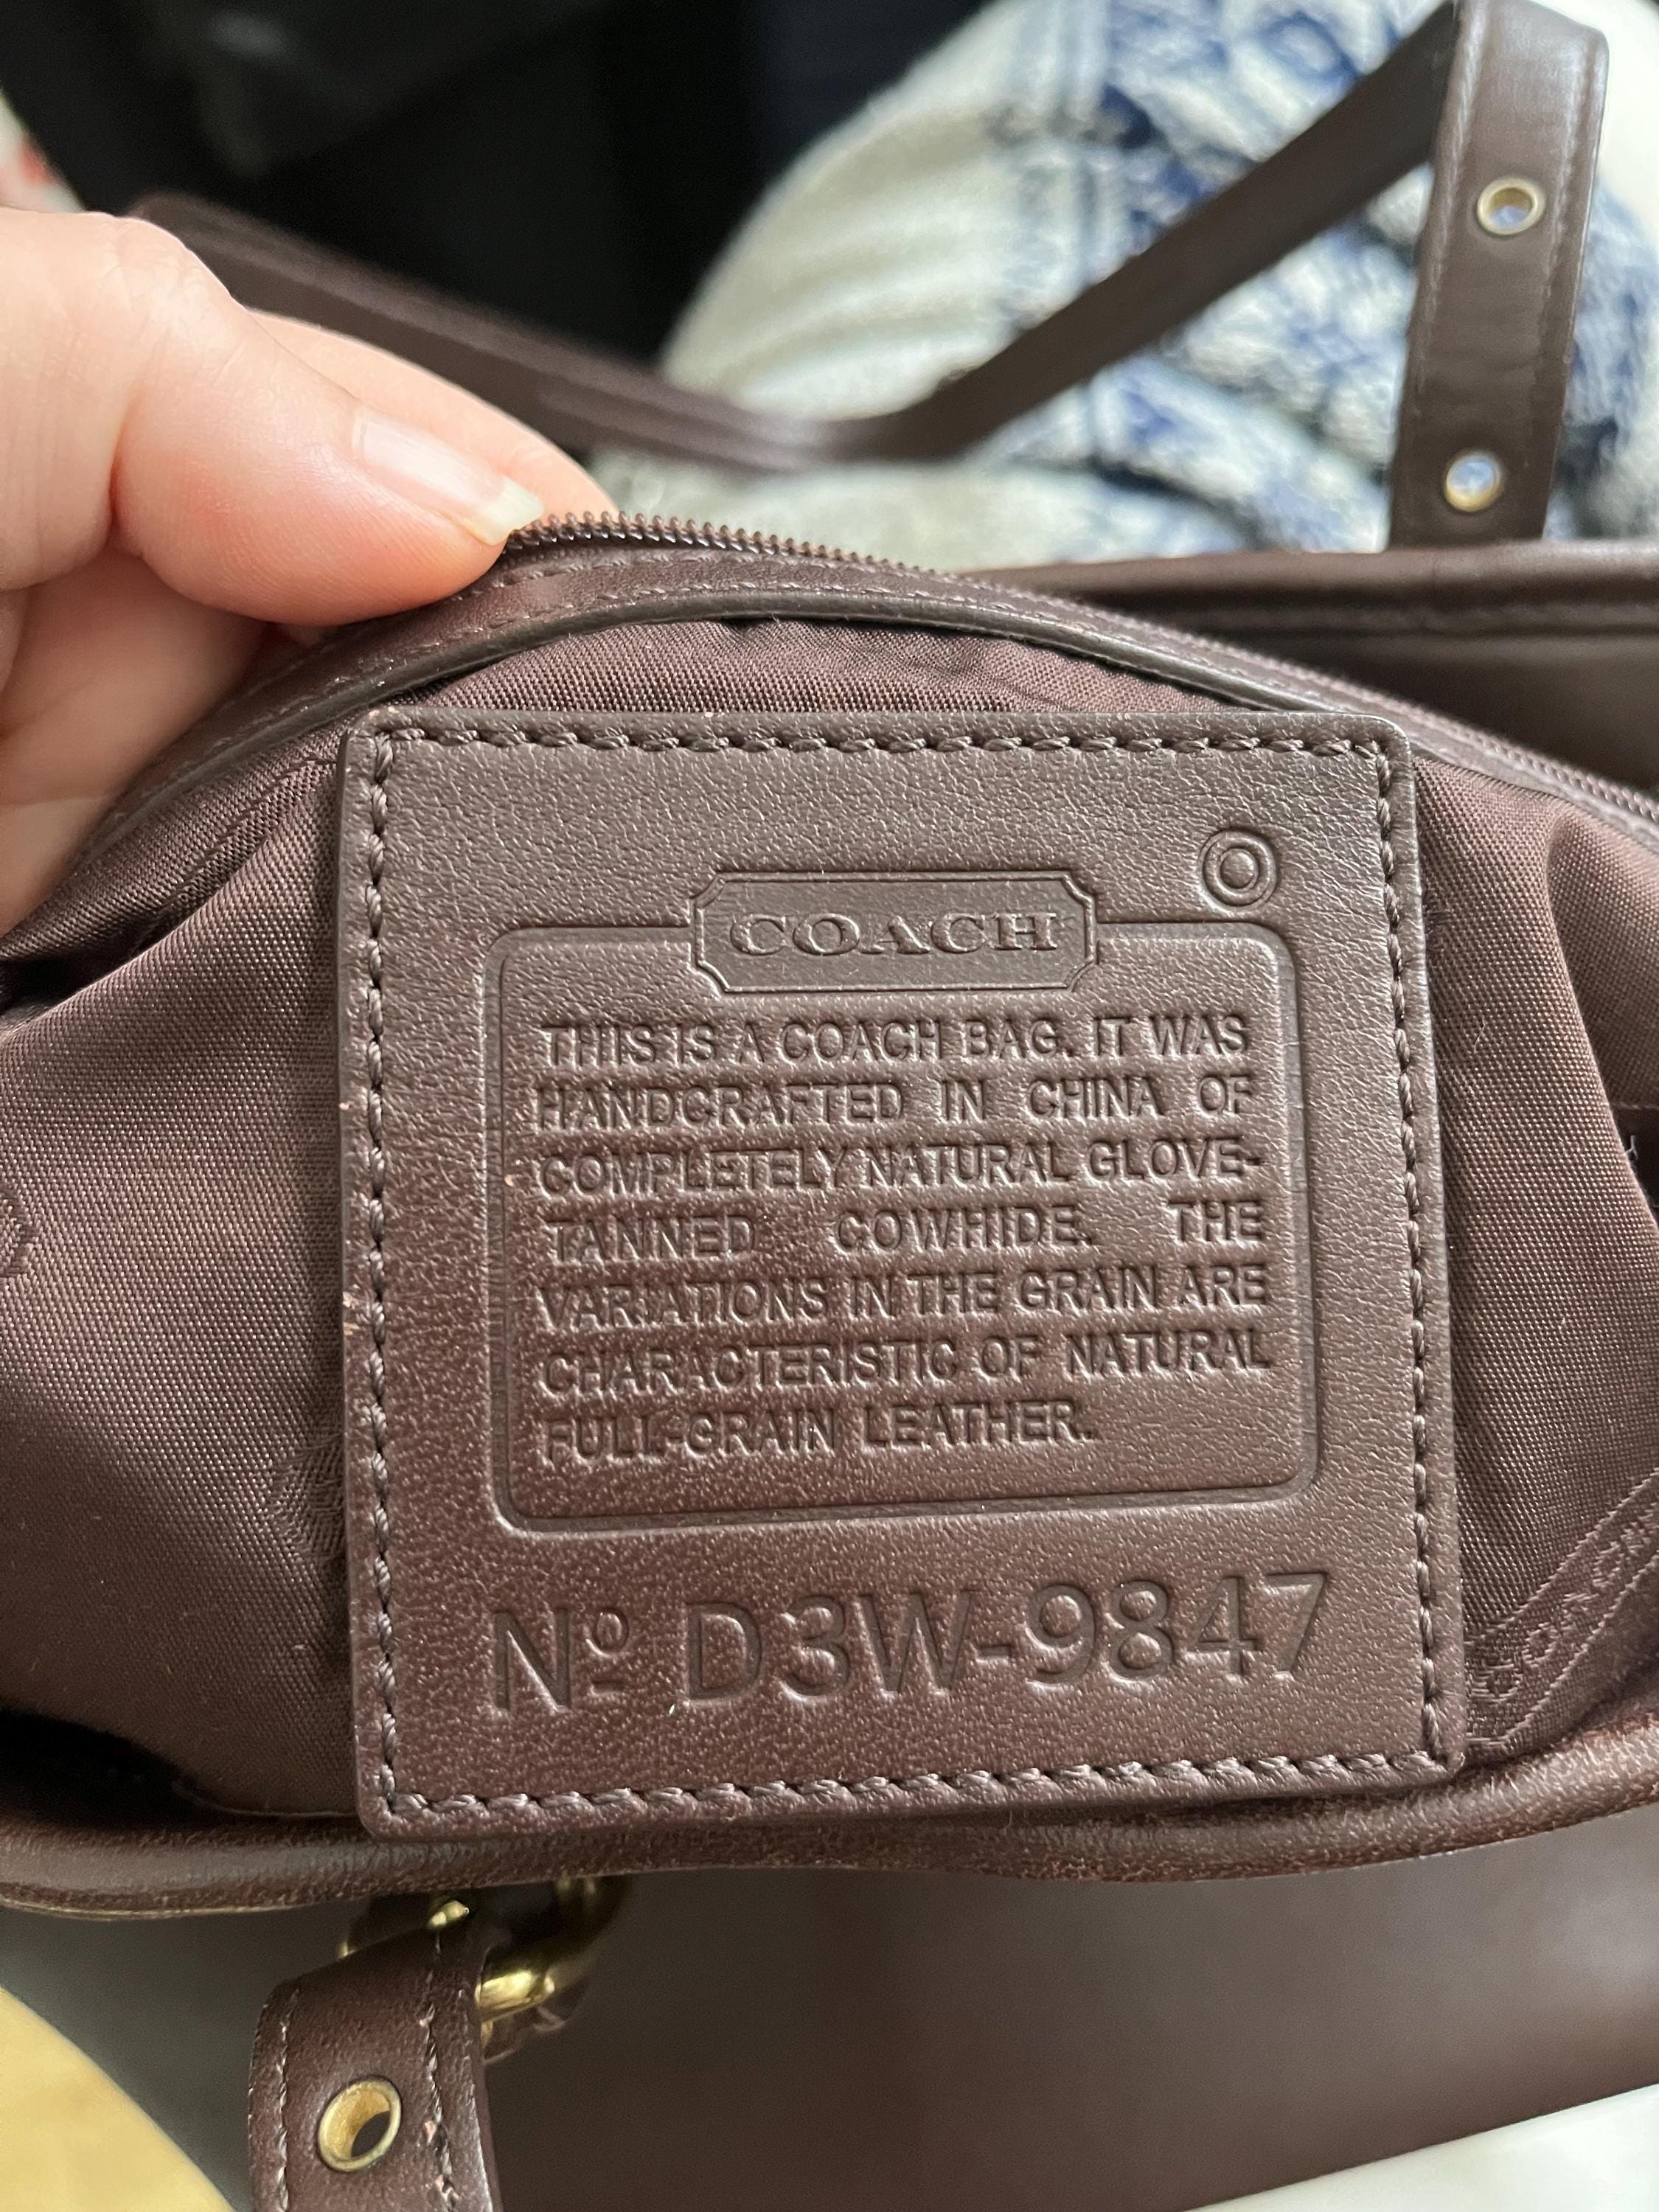 COACH
THIS IS A COACH BAG. IT WAS
HANDCRAFTED IN CHINA OF
COMPLETELY NATURAL GLOVE-
TANNED COWHIDE. THE
VARIATIONS IN THE GRAIN ARE
CHARACTERISTIC OF NATURAL
FULL-GRAIN LEATHER.
Nº D3W-9847